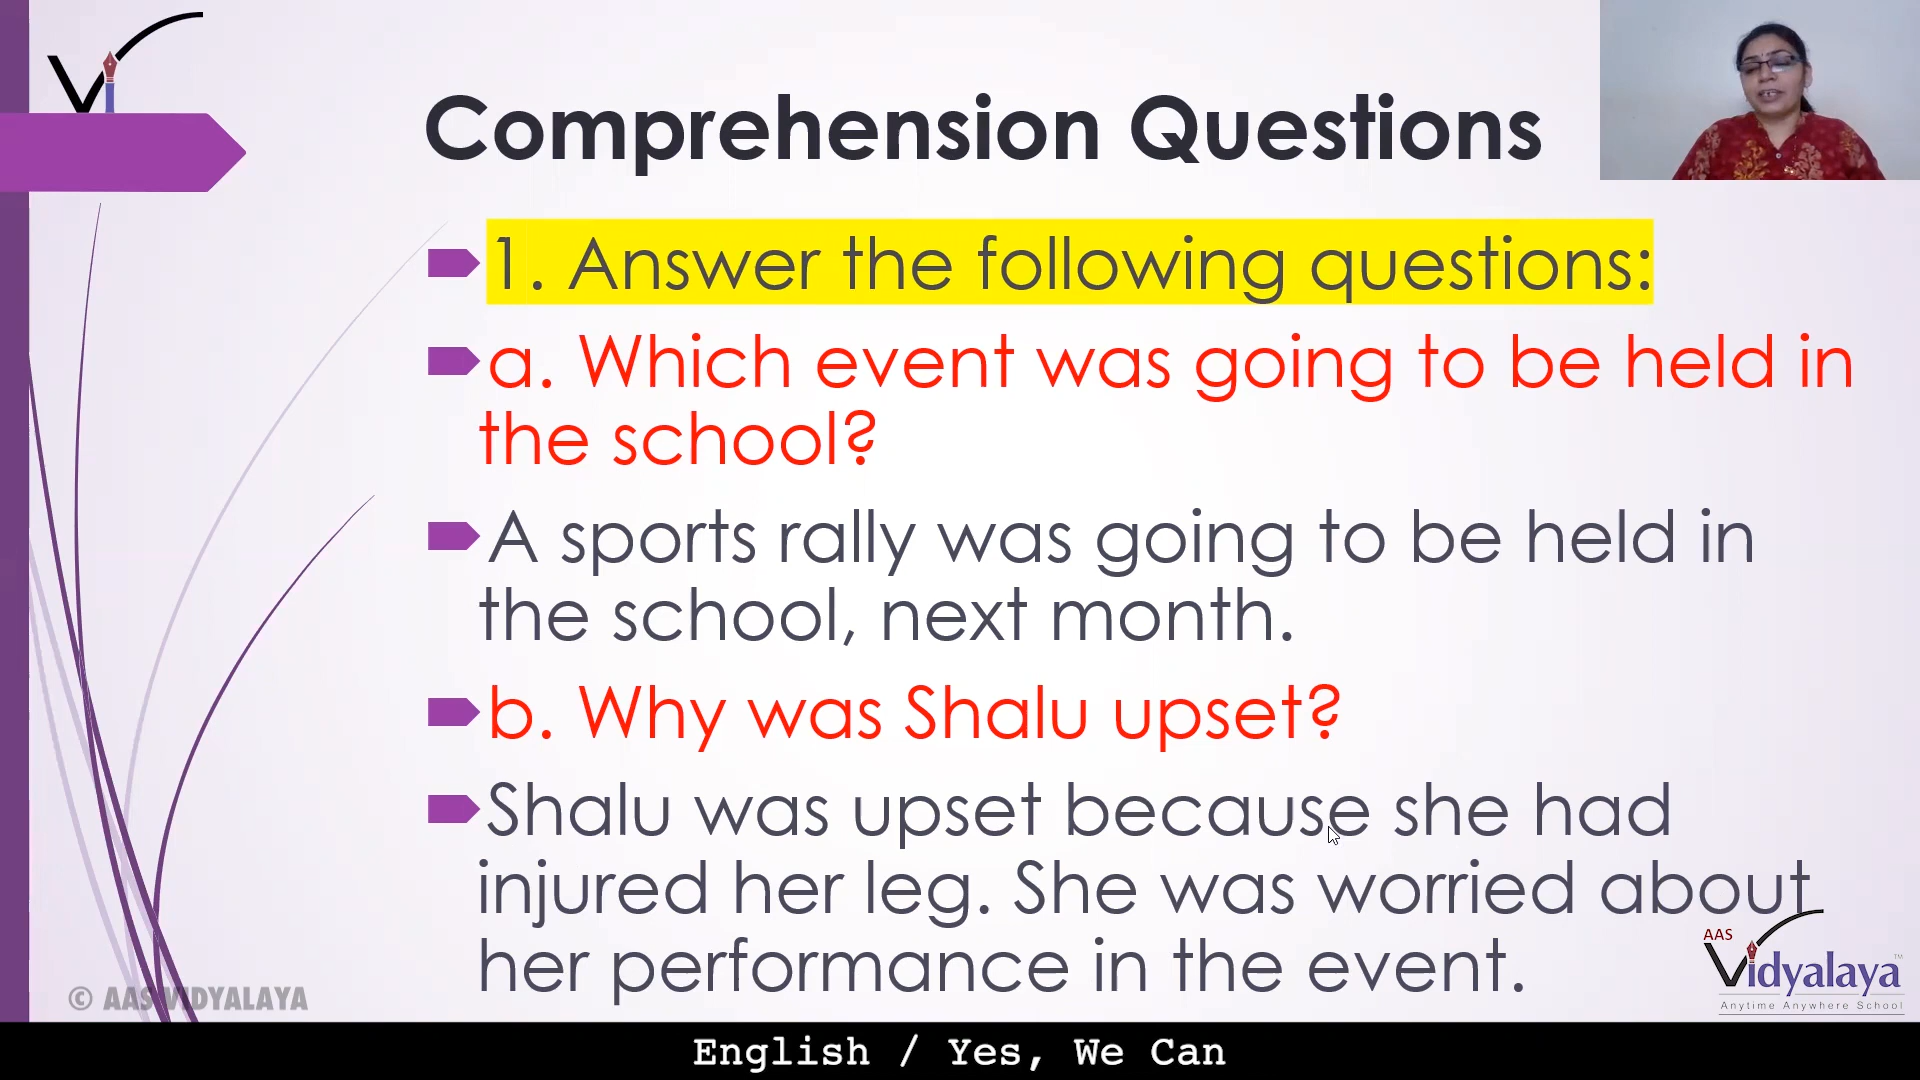 Vi
Comprehension Questions
1. Answer the following questions:
a. Which event was going to be held in
the school?
A sports rally was going to be held in
the school, next month.
b. Why was Shalu upset?
Shalu was upset because she had
injured her leg. She was worried about
her performance in the event.
AAS
Vidyalaya™
Anytime Anywhere School
© AAS VIDYALAYA
English / Yes, We Can